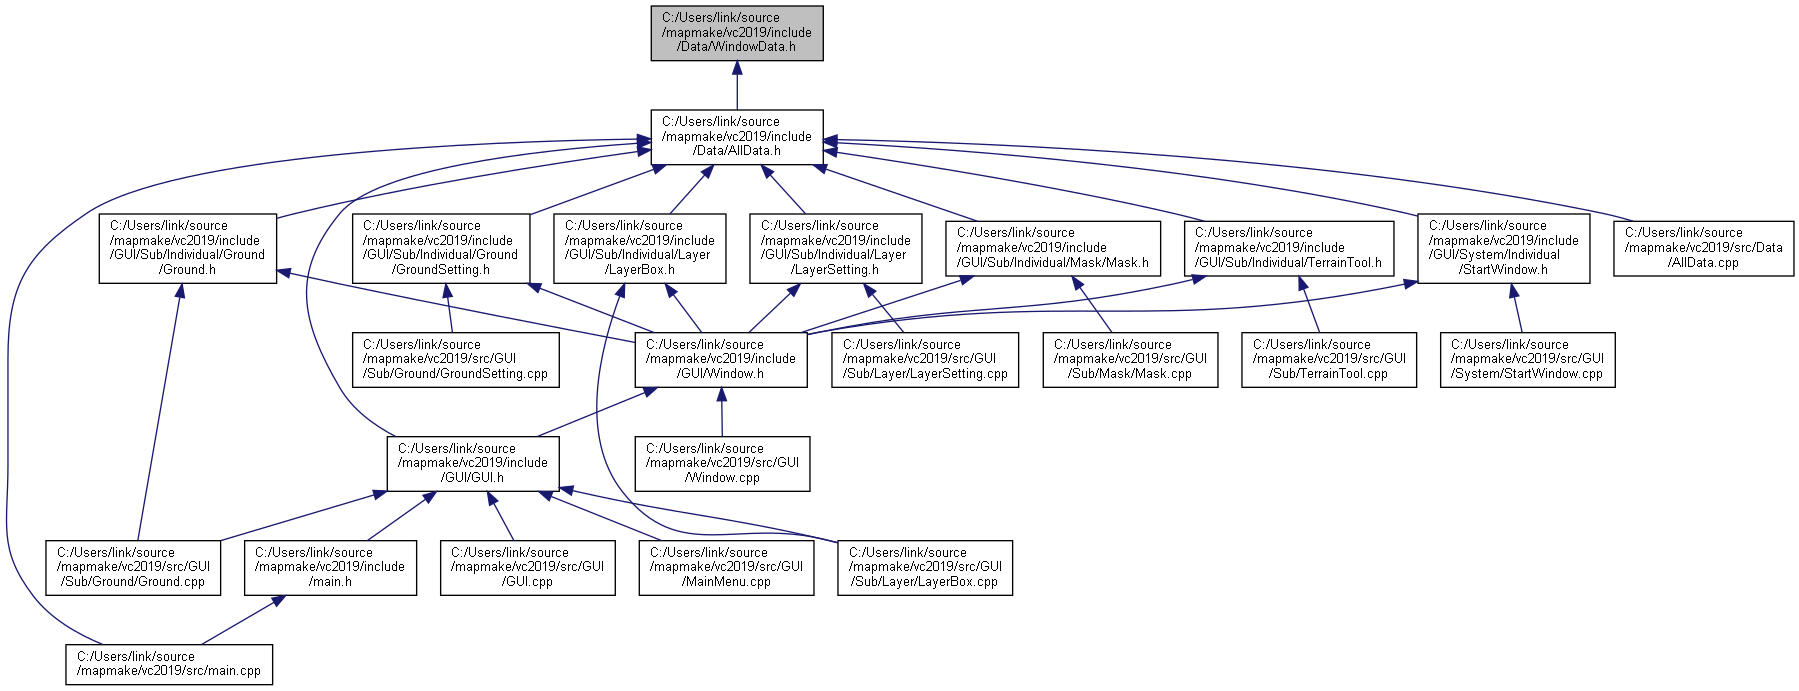 C:/Users/link/source
/mapmake/vc2019/include
/Data/WindowData.h
C:/Users/link/source
/mapmake/vc2019/include
/Data/AllData.h
C:/Users/link/source
/mapmake/vc2019/include
/GUI/Sub/Individual/Ground
/Ground.h
C:/Users/link/source
/mapmake/vc2019/include
/GUI/Sub/Individual/Ground
/GroundSetting.h
C:/Users/link/source
/mapmake/vc2019/include
/GUI/Sub/Individual/Layer
/LayerBox.h
C:/Users/link/source
/mapmake/vc2019/include
/GUI/Sub/Individual/Layer
/LayerSetting.h
C:/Users/link/source
/mapmake/vc2019/include
/GUI/Sub/Individual/Mask/Mask.h
C:/Users/link/source
/mapmake/vc2019/include
/GUI/Sub/Individual/TerrainTool.h
C:/Users/link/source
/mapmake/vc2019/include
/GUI/System/Individual
/StartWindow.h
C:/Users/link/source
/mapmake/vc2019/src/Data
/AllData.cpp
C:/Users/link/source
/mapmake/vc2019/src/GUI
/Sub/Ground/GroundSetting.cpp
C:/Users/link/source
/mapmake/vc2019/include
/GUI/Window.h
C:/Users/link/source
/mapmake/vc2019/src/GUI
/Sub/Layer/LayerSetting.cpp
C:/Users/link/source
/mapmake/vc2019/src/GUI
/Sub/Mask/Mask.cpp
C:/Users/link/source
/mapmake/vc2019/src/GUI
/Sub/TerrainTool.cpp
C:/Users/link/source
/mapmake/vc2019/src/GUI
/System/StartWindow.cpp
C:/Users/link/source
/mapmake/vc2019/include
/GUI/GUI.h
C:/Users/link/source
/mapmake/vc2019/src/GUI
/Window.cpp
C:/Users/link/source
/mapmake/vc2019/src/GUI
/Sub/Ground/Ground.cpp
C:/Users/link/source
/mapmake/vc2019/include
/main.h
C:/Users/link/source
/mapmake/vc2019/src/GUI
/GUI.cpp
C:/Users/link/source
/mapmake/vc2019/src/GUI
/MainMenu.cpp
C:/Users/link/source
/mapmake/vc2019/src/GUI
/Sub/Layer/LayerBox.cpp
C:/Users/link/source
/mapmake/vc2019/src/main.cpp